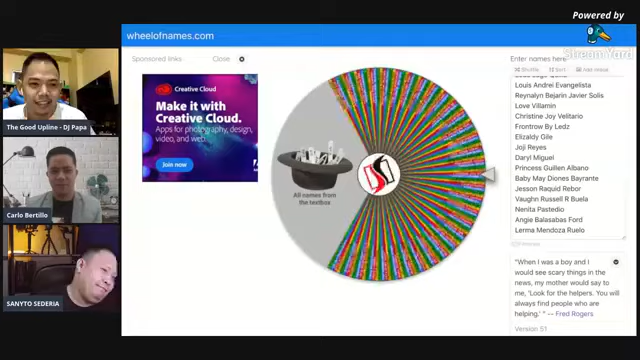 Powered by
StreamYard
wheelofnames.com
Sponsored links
Close
Enter names here:
Shuffle
Sort
Add image
Creative Cloud
Make it with
Creative Cloud.
Apps for photography, design,
video, and web.
Join now
All names from
the textbox
Louis Andrei Evangelista
Reynalyn Bejarin Javier Solis
Love Villamin
Christine Joy Velitario
Frontrow By Ledz
Elizaldy Gile
Joji Reyes
Daryl Miguel
Princess Guillen Albano
Baby May Diones Bayrante
Jesson Raquid Rebor
Vaughn Russell R Buela
Nenita Pastedio
Angie Balasabas Ford
Lerma Mendoza Ruelo
"When I was a boy and I
would see scary things in the
news, my mother would say to
me, 'Look for the helpers. You will
always find people who are
helping.' " -- Fred Rogers
Version 51
The Good Upline - DJ Papa
Carlo Bertillo
SANYTO SEDERIA